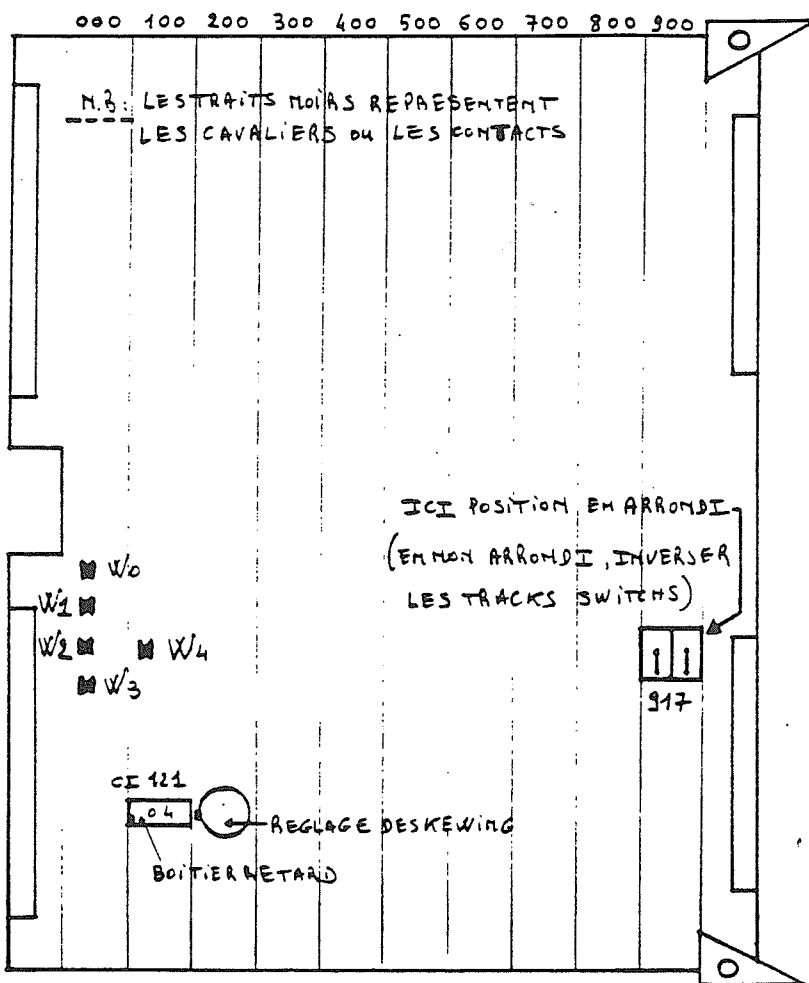 000 100 200 300 400 500 600 700 800 900
N.B: LES TRAITS NOIRS REPRESENTENT
LES CAVALIERS OU LES CONTACTS
ICI POSITION EN ARRONDI
(EN NON ARRONDI, INVERSER
LES TRACKS SWITCHS)
W0
W1
W2 W4
W3
917
CI 121
04
REGLAGE DESKEWING
BOITIER RETARD